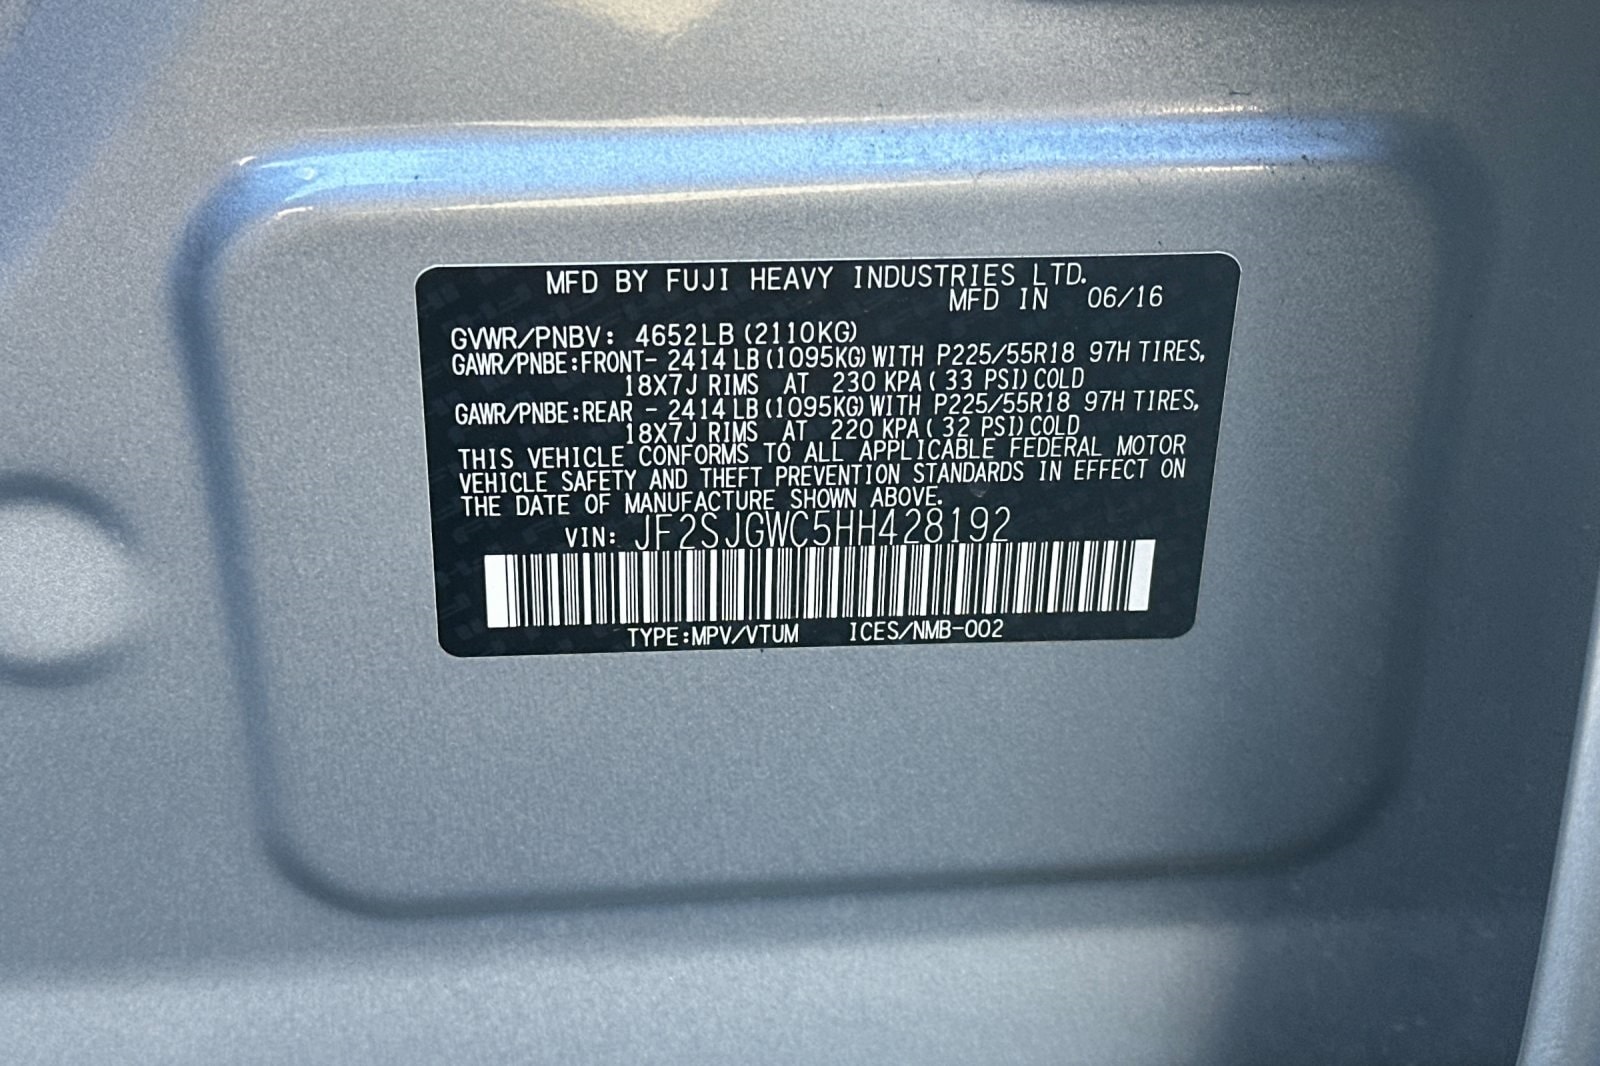 MFD BY FUJI HEAVY INDUSTRIES LTD.
MFD IN 06/16
GVWR/PNBV: 4652LB (2110KG)
GAWR/PNBE:FRONT- 2414LB (1095KG) WITH P225/55R18 97H TIRES,
18X7J RIMS AT 230 KPA ( 33 PSI) COLD
GAWR/PNBE:REAR - 2414LB (1095KG) WITH P225/55R18 97H TIRES,
18X7J RIMS AT 220 KPA ( 32 PSI) COLD
THIS VEHICLE CONFORMS TO ALL APPLICABLE FEDERAL MOTOR
VEHICLE SAFETY AND THEFT PREVENTION STANDARDS IN EFFECT ON
THE DATE OF MANUFACTURE SHOWN ABOVE.
VIN: JF2SJGWC5HH428192
TYPE:MPV/VTUM ICES/NMB-002